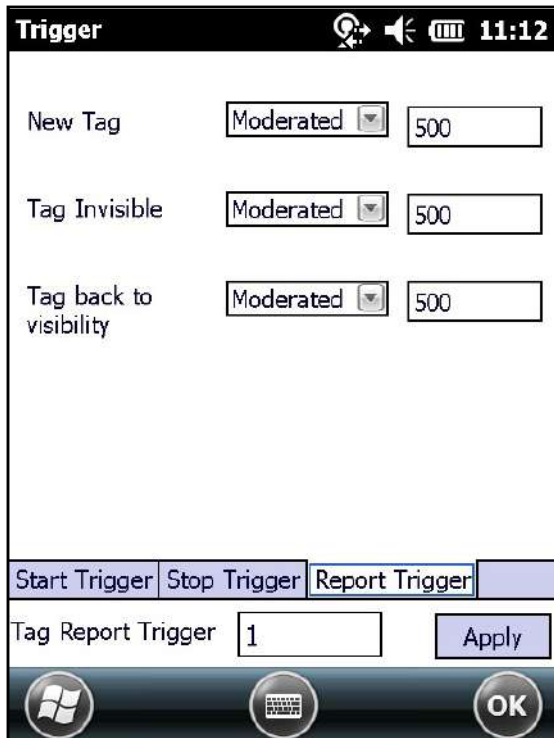 Trigger 11:12
New Tag Moderated 500
Tag Invisible Moderated 500
Tag back to Moderated 500
visibility
Start Trigger Stop Trigger Report Trigger
Tag Report Trigger 1 Apply
OK